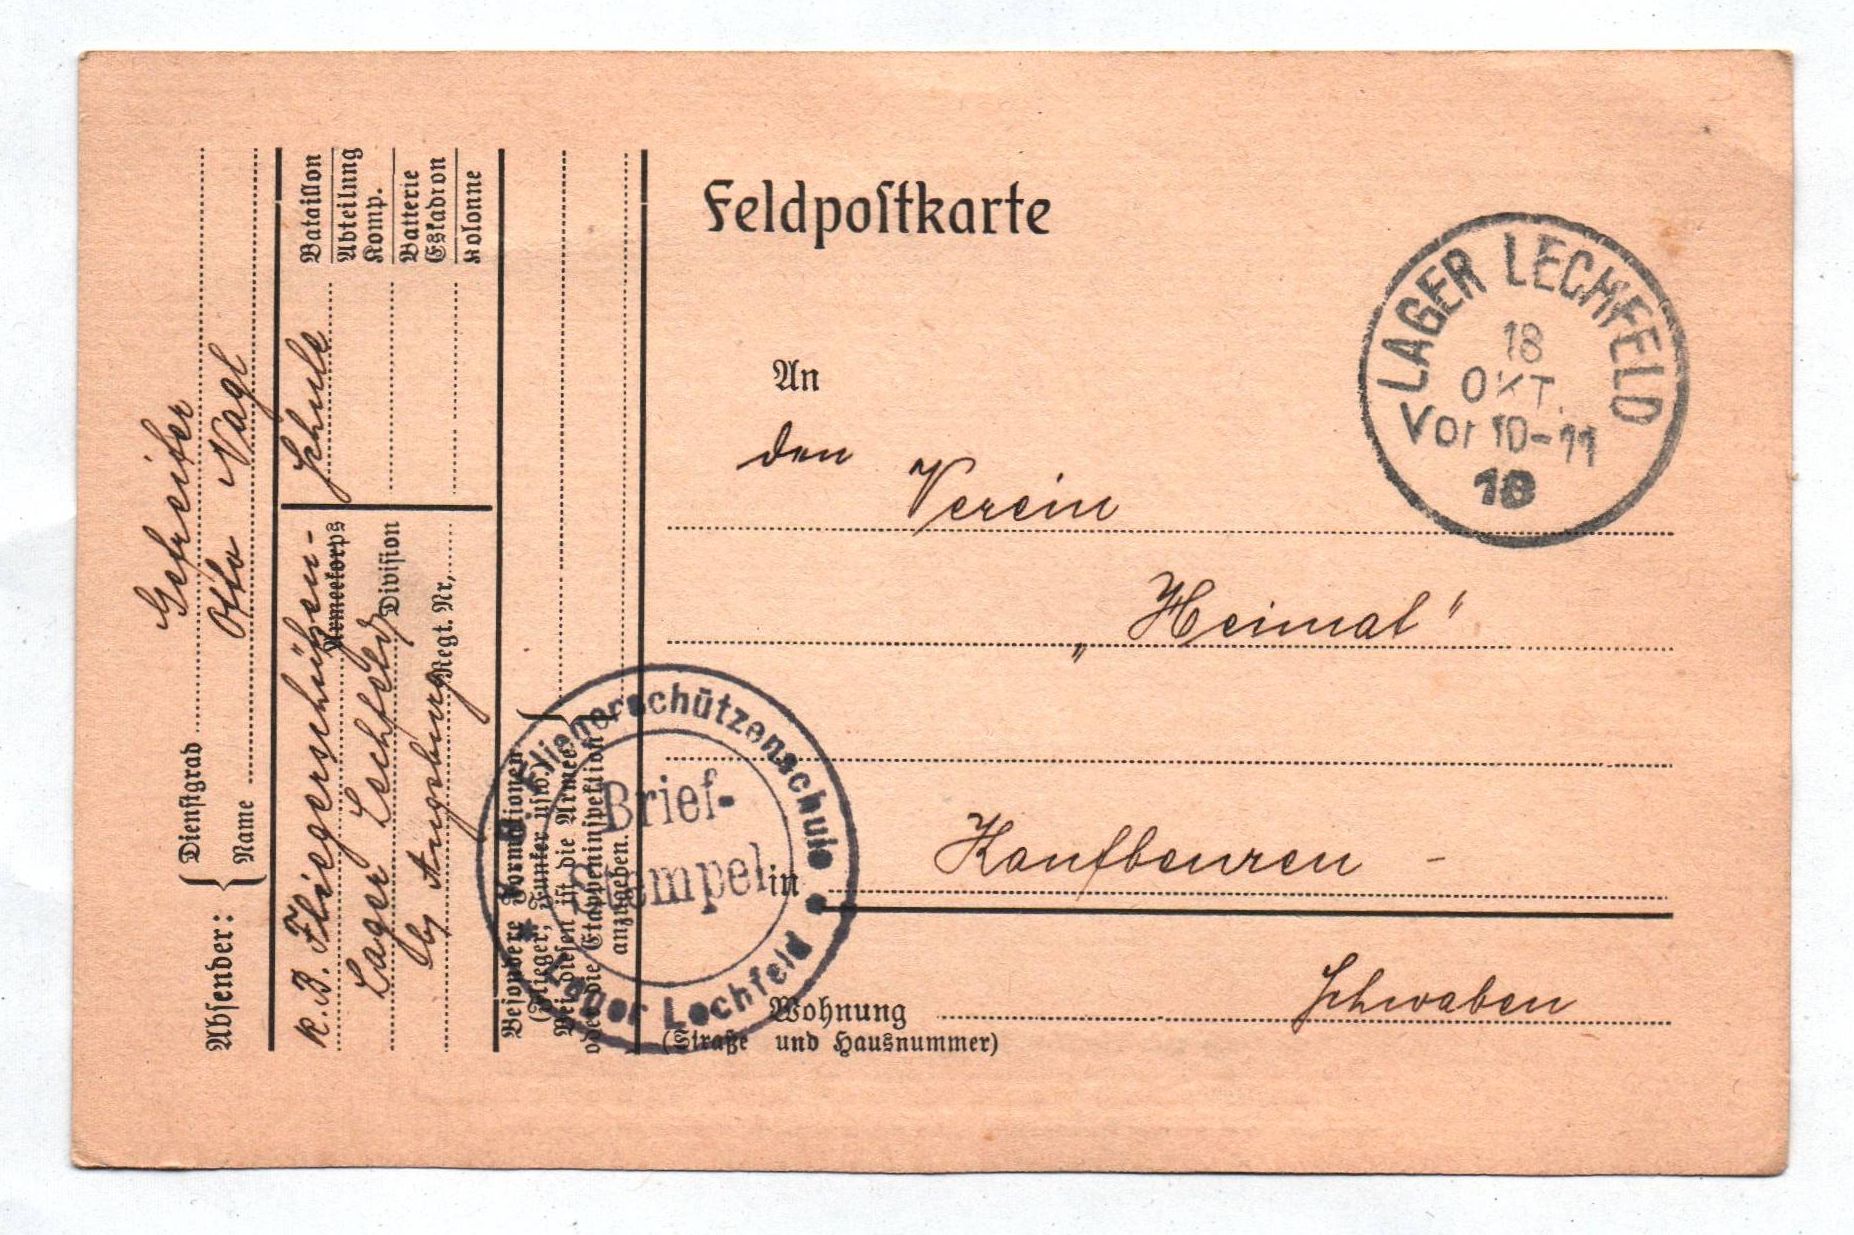 Feldpostkarte
An
den Verein
„Heimat"
in Kaufbeuren -
Schwaben
Wohnung
(Straße und Hausnummer)
LAGER LECHFELD
18
OKT.
Vor 10-11
18
Absender:
Dienstgrad Gefreiter
Name Otto Nagl
K. B. Fliegerschützen- schule
Lager Lechfeld
by Augsburg
Bataillon
Abteilung
Komp.
Batterie
Eskadron
Kolonne
Armeekorps
Division
Regt. Nr.
Besondere Formationen
(Flieger, Funker usw.
Bei diesen ist die Armee
oder die Etappeninspektion
anzugeben.
Fliegerschützenschule
Brief-
Stempel
Lager Lechfeld